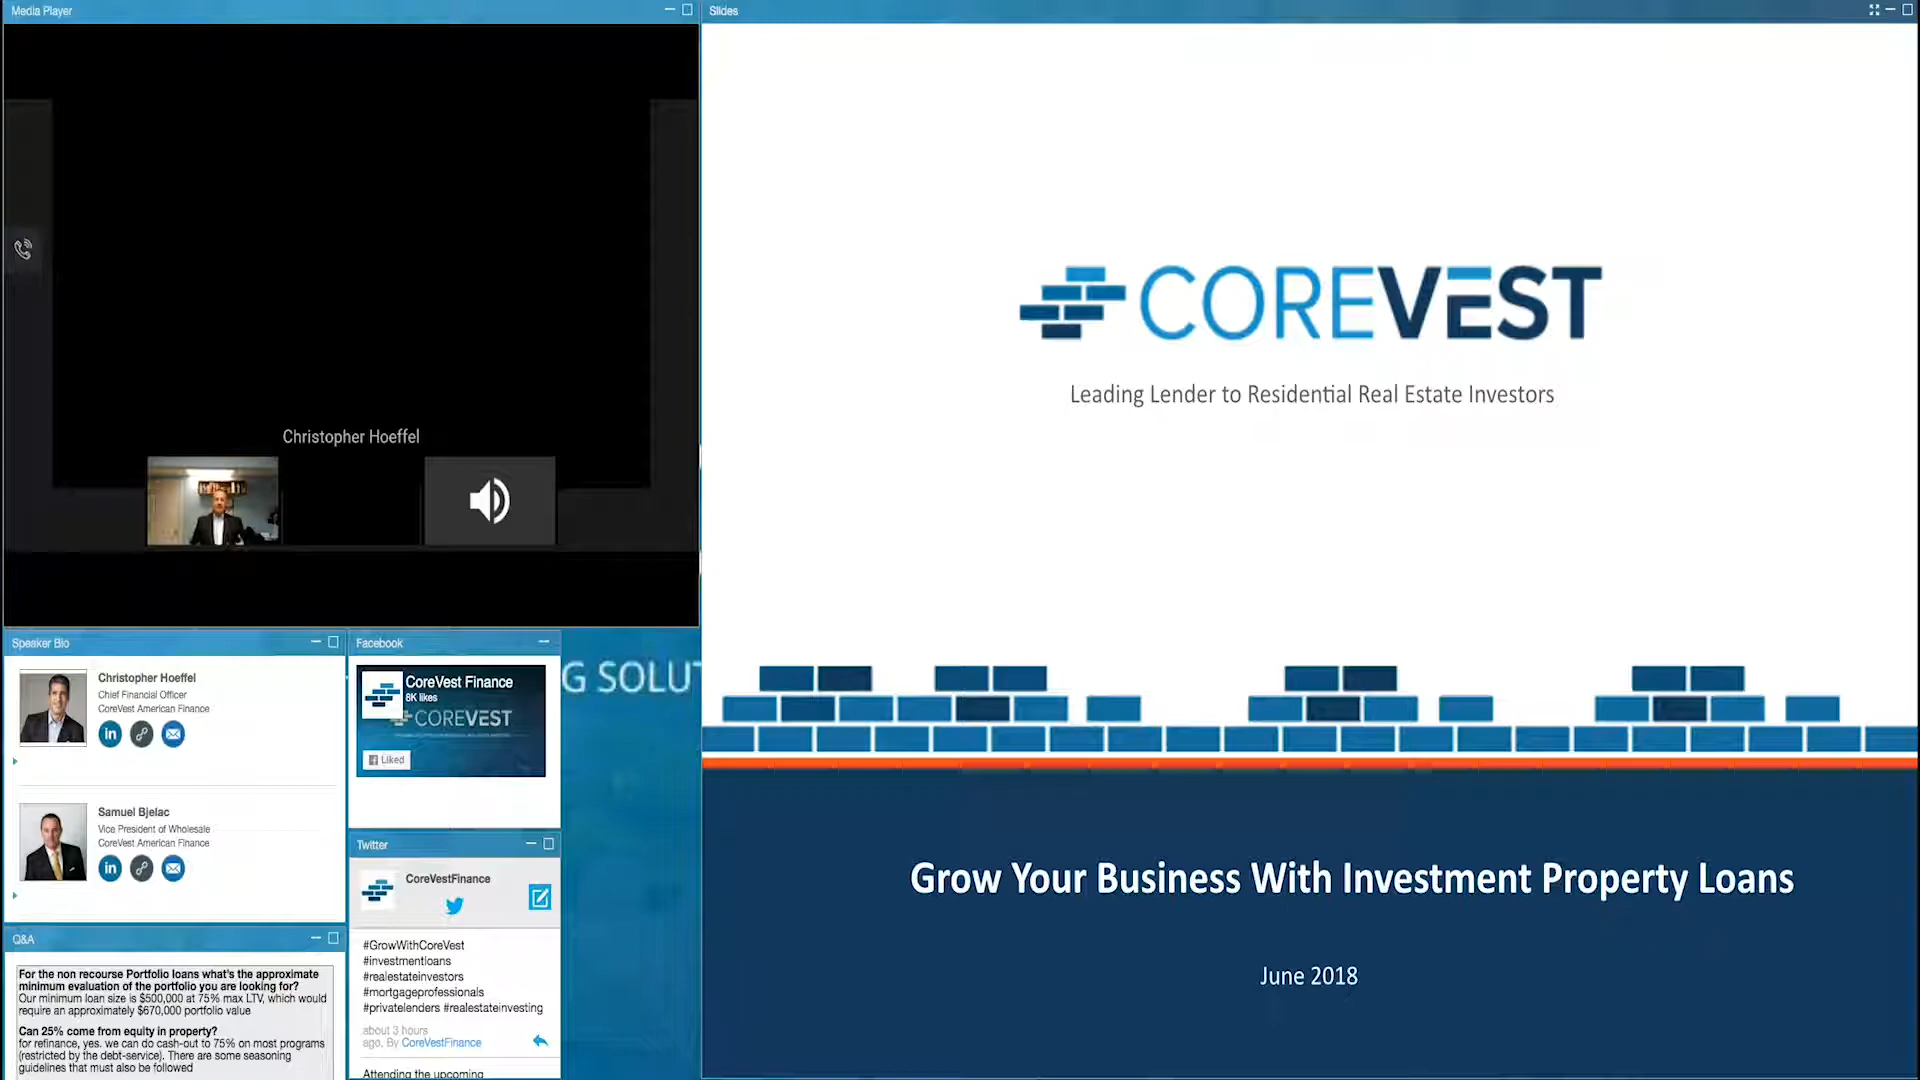 Media Player
Christopher Hoeffel
Speaker Bio
Christopher Hoeffel
Chief Financial Officer
CoreVest American Finance
in
Samuel Bjelac
Vice President of Wholesale
CoreVest American Finance
in
Q&A
For the non recourse Portfolio loans what's the approximate
minimum evaluation of the portfolio you are looking for?
Our minimum loan size is $500,000 at 75% max LTV, which would
require an approximately $670,000 portfolio value
Can 25% come from equity in property?
for refinance, yes. we can do cash-out to 75% on most programs
(restricted by the debt-service). There are some seasoning
guidelines that must also be followed
Facebook
CoreVest Finance
8K likes
COREVEST
Liked
G SOLUT
Twitter
CoreVestFinance
#GrowWithCoreVest
#investmentloans
#realestateinvestors
#mortgageprofessionals
#privatelenders #realestateinvesting
about 3 hours
ago. By CoreVestFinance
Attending the upcoming
Slides
COREVEST
Leading Lender to Residential Real Estate Investors
Grow Your Business With Investment Property Loans
June 2018